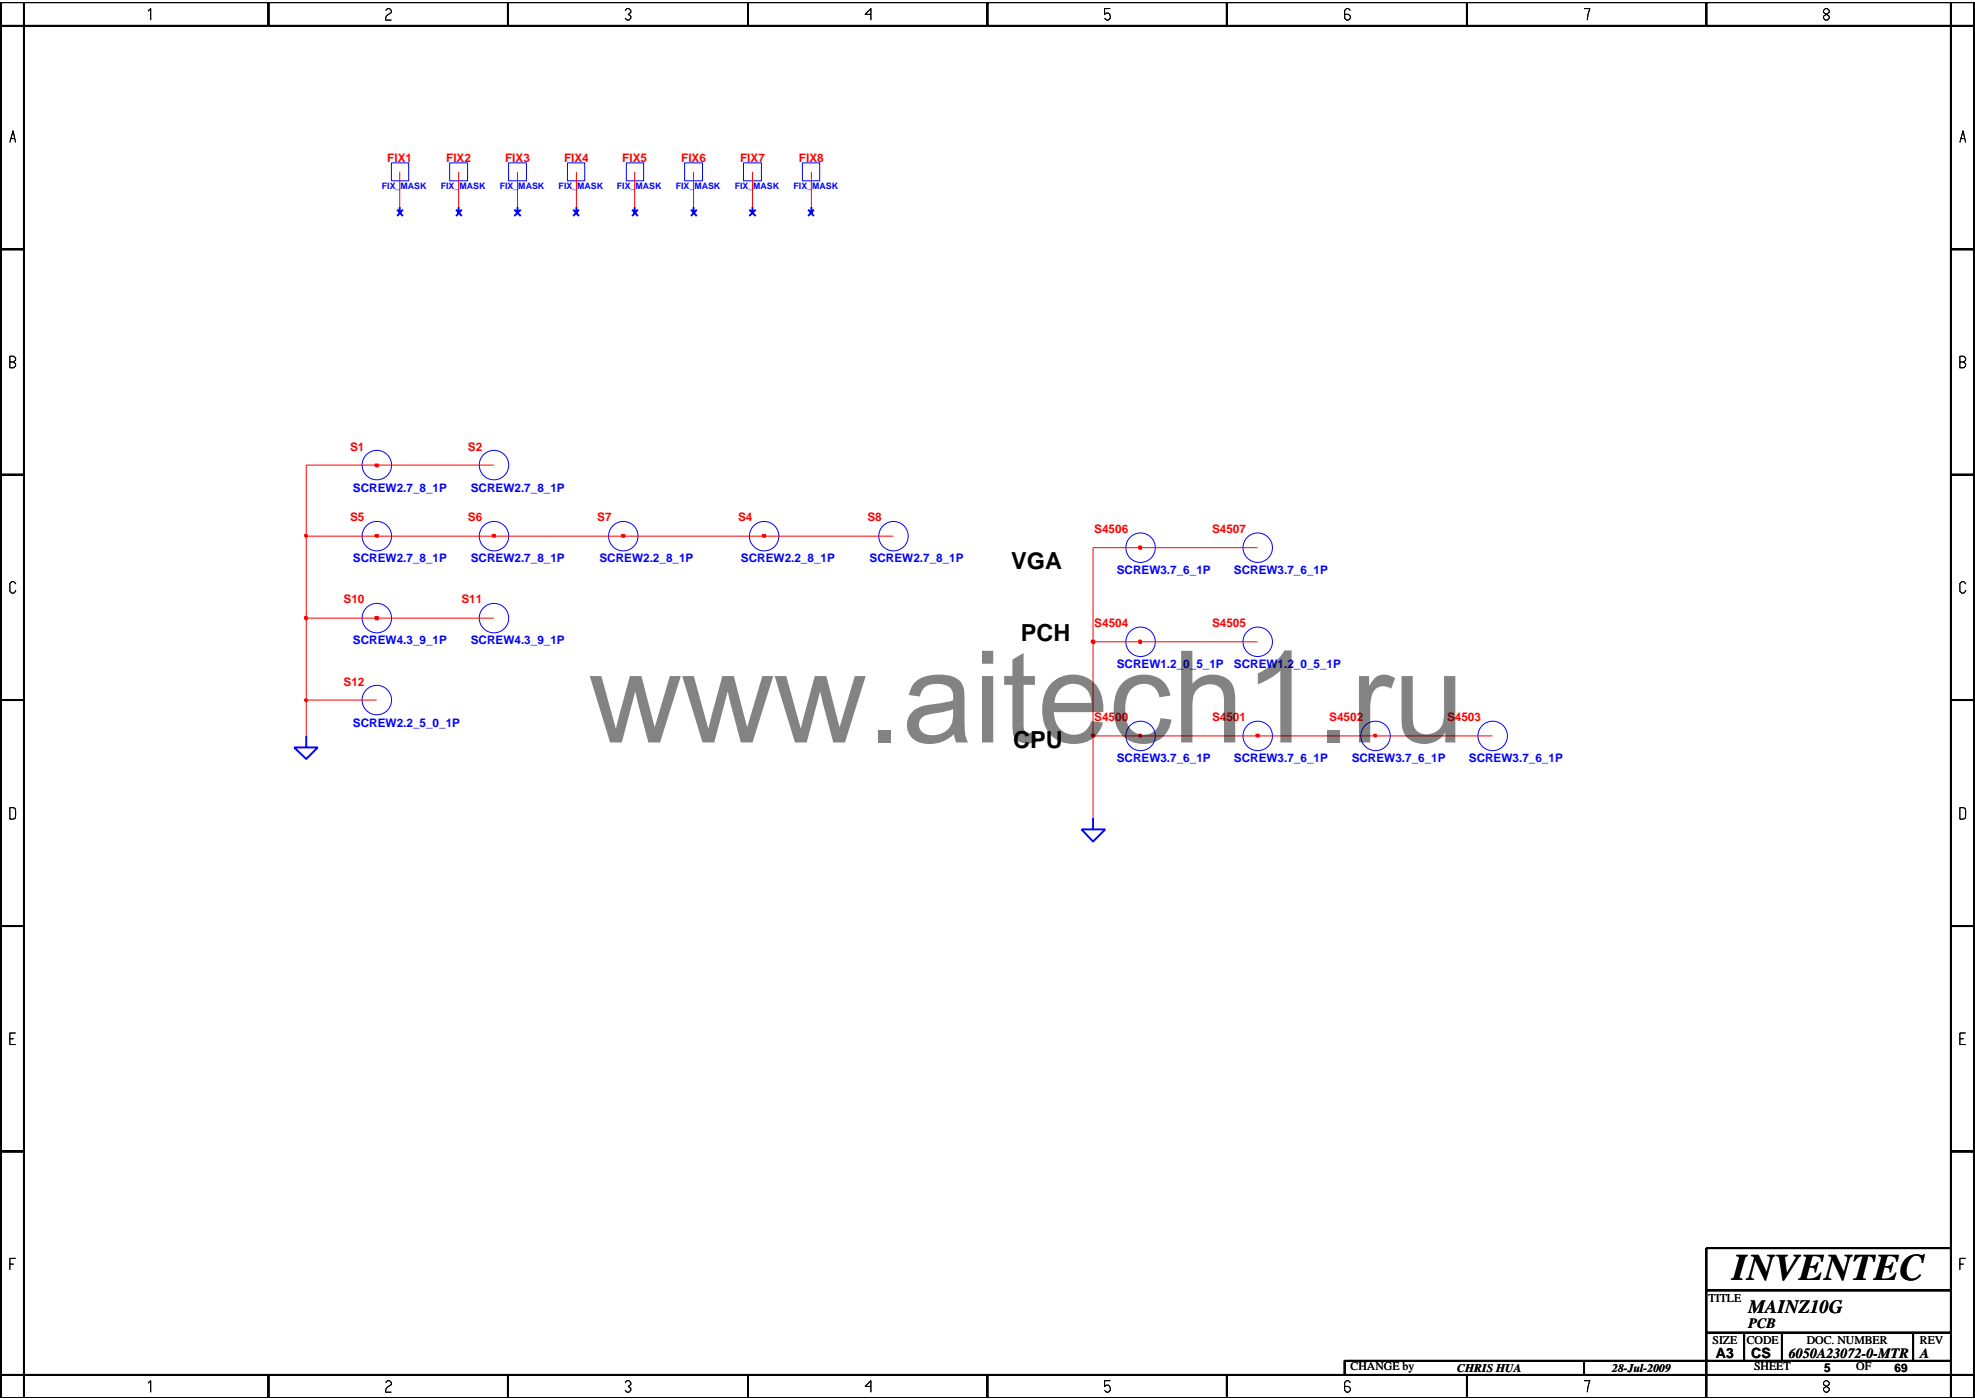 1 2 3 4 5 6 7 8
A A
FIX1 FIX2 FIX3 FIX4 FIX5 FIX6 FIX7 FIX8
FIX_MASK FIX_MASK FIX_MASK FIX_MASK FIX_MASK FIX_MASK FIX_MASK FIX_MASK
B B
S1 S2
SCREW2.7_8_1P SCREW2.7_8_1P
S5 S6 S7 S4 S8
SCREW2.7_8_1P SCREW2.7_8_1P SCREW2.2_8_1P SCREW2.2_8_1P SCREW2.7_8_1P
S4506 S4507
VGA
SCREW3.7_6_1P SCREW3.7_6_1P
C C
S10 S11
SCREW4.3_9_1P SCREW4.3_9_1P
PCH
S4504 S4505
SCREW1.2_0_5_1P SCREW1.2_0_5_1P
S12
SCREW2.2_5_0_1P
www.aitech1.ru
S4500 S4501 S4502 S4503
CPU
SCREW3.7_6_1P SCREW3.7_6_1P SCREW3.7_6_1P SCREW3.7_6_1P
D D
E E
F F
INVENTEC
TITLE MAINZ10G
PCB
SIZE CODE DOC. NUMBER REV
A3 CS 6050A23072-0-MTR A
CHANGE by CHRIS HUA 28-Jul-2009 SHEET 5 OF 69
1 2 3 4 5 6 7 8